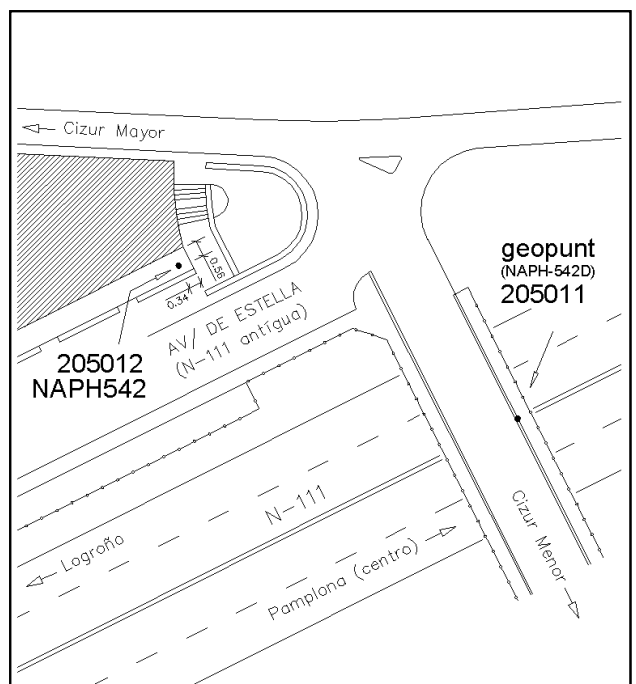 Cizur Mayor
geopunt
(NAPH-542D)
205011
0.56
0.34
AV/ DE ESTELLA
(N-111 antígua)
205012
NAPH542
N-111
Logroño
Pamplona (centro)
Cizur Menor